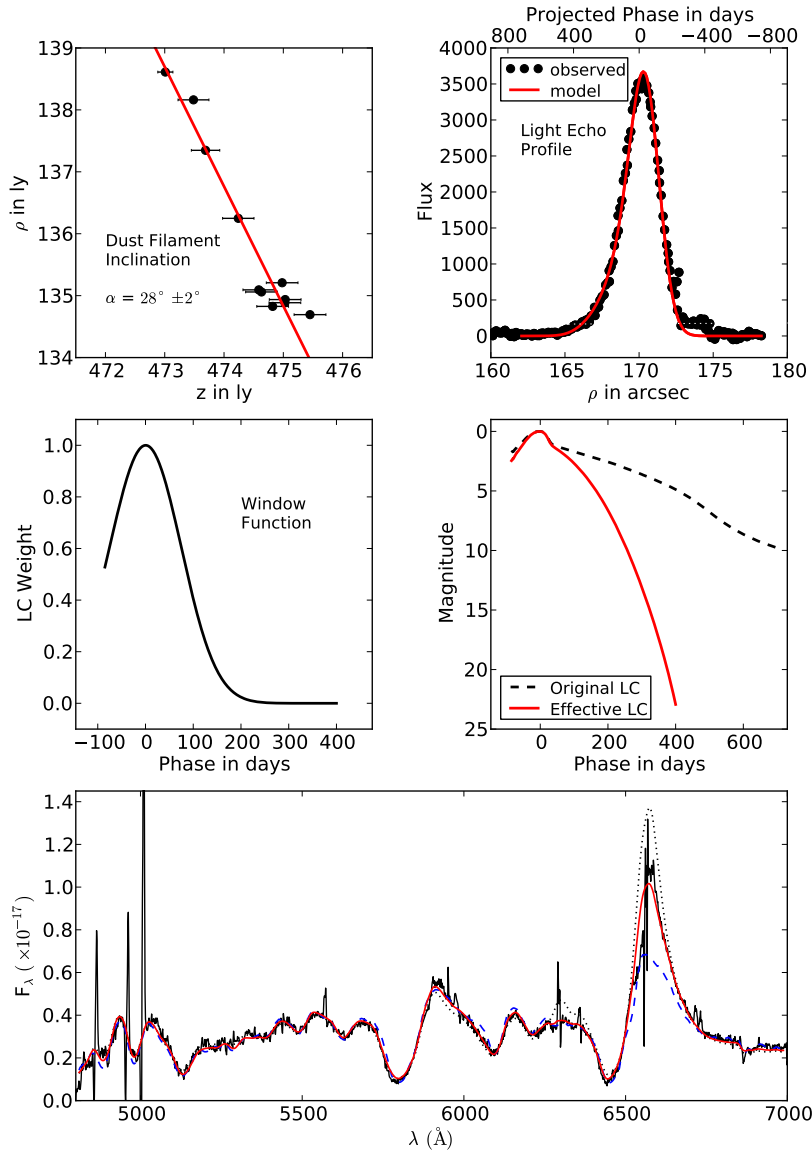 139
138
137
136
135
134
ρ in ly
Dust Filament
Inclination
α = 28° ±2°
472 473 474 475 476
z in ly
Projected Phase in days
800 400 0 −400 −800
4000
3500
3000
2500
2000
1500
1000
500
0
Flux
observed
model
Light Echo
Profile
160 165 170 175 180
ρ in arcsec
1.0
0.8
0.6
0.4
0.2
0.0
LC Weight
Window
Function
−100 0 100 200 300 400
Phase in days
0
5
10
15
20
25
Magnitude
Original LC
Effective LC
0 200 400 600
Phase in days
1.4
1.2
1.0
0.8
0.6
0.4
0.2
0.0
F_λ ( ×10⁻¹⁷)
5000 5500 6000 6500 7000
λ (Å)